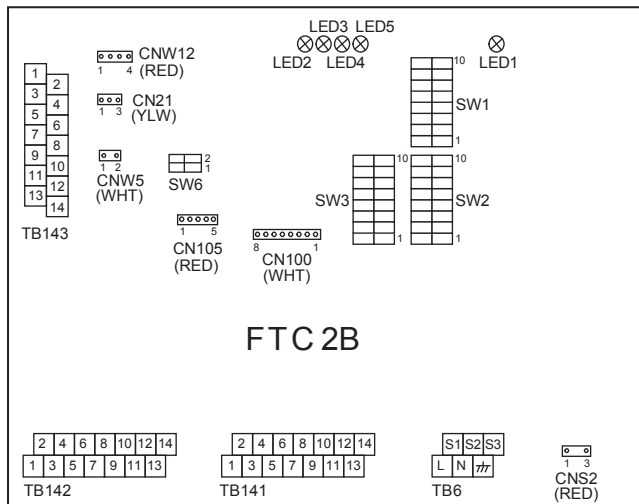 LED3 LED5
LED2 LED4
LED1
CNW12
1 4 (RED)
CN21
1 3 (YLW)
1 2
CNW5
(WHT)
2
1
SW6
1 5
CN105
(RED)
8 1
CN100
(WHT)
10
SW1
1
10
SW3
1
10
SW2
1
1
2
3
4
5
6
7
8
9
10
11
12
13
14
TB143
FTC 2B
2 4 6 8 10 12 14
1 3 5 7 9 11 13
TB142
2 4 6 8 10 12 14
1 3 5 7 9 11 13
TB141
S1 S2 S3
L N
TB6
1 3
CNS2
(RED)